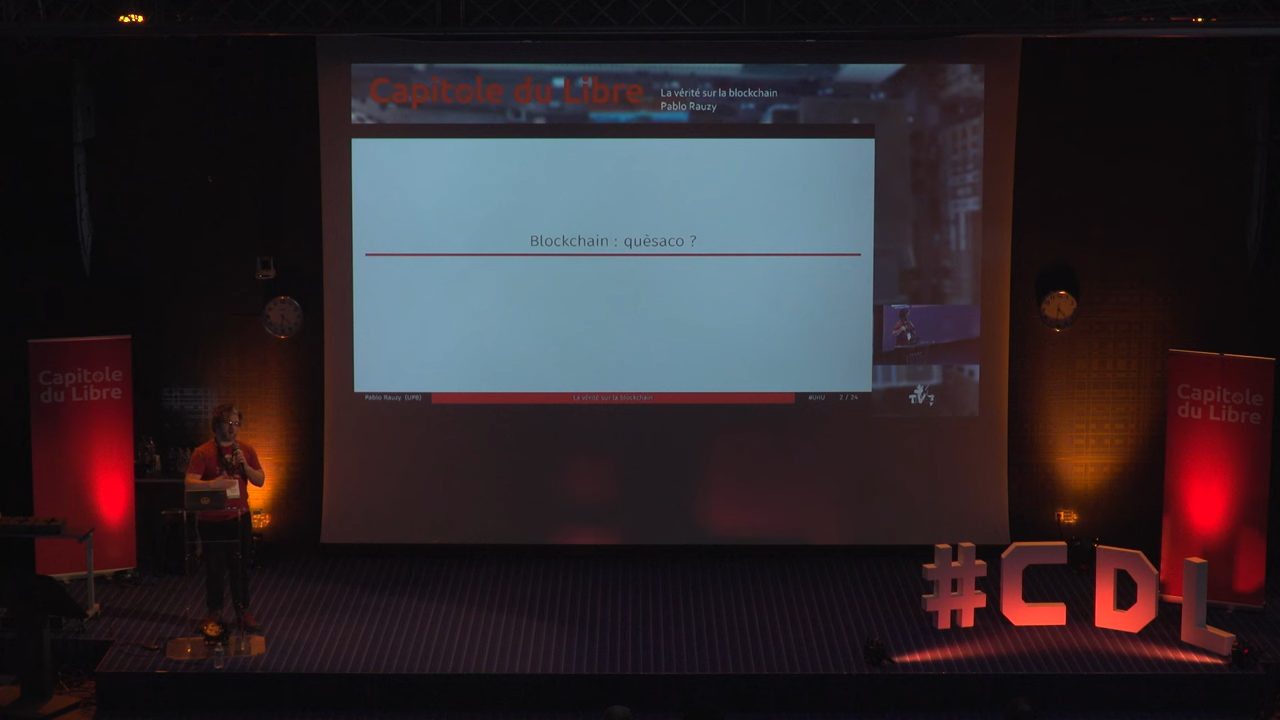 Capitole du Libre
La vérité sur la blockchain
Pablo Rauzy
Blockchain : quèsaco ?
Pablo Rauzy (UP8)
La vérité sur la blockchain
2 / 24
Capitole
du Libre
Capitole
du Libre
#CDL